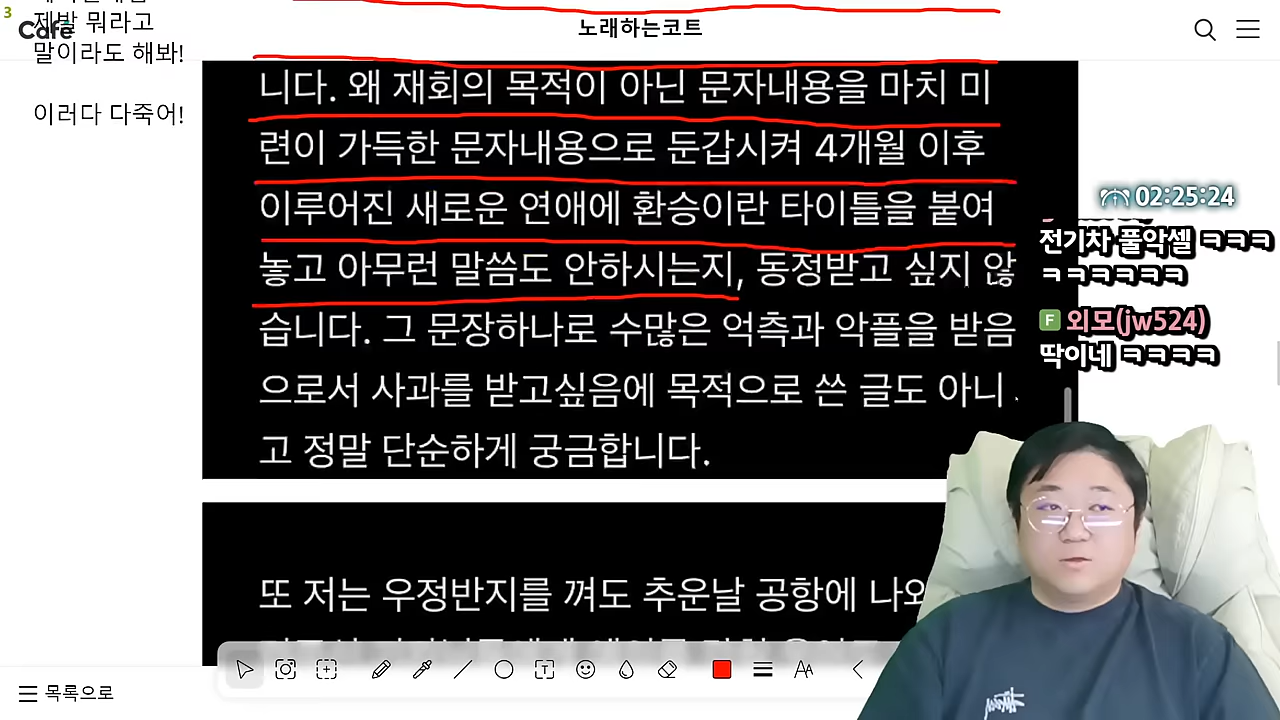 3
제발 뭐라고
Cafe
말이라도 해봐!
이러다 다죽어!
노래하는코트
니다. 왜 재회의 목적이 아닌 문자내용을 마치 미
련이 가득한 문자내용으로 둔갑시켜 4개월 이후
이루어진 새로운 연애에 환승이란 타이틀을 붙여
놓고 아무런 말씀도 안하시는지, 동정받고 싶지 않
습니다. 그 문장하나로 수많은 억측과 악플을 받음
으로서 사과를 받고싶음에 목적으로 쓴 글도 아니
고 정말 단순하게 궁금합니다.
또 저는 우정반지를 껴도 추운날 공항에 나와
02:25:24
전기차 풀악셀 ㅋㅋㅋ
ㅋㅋㅋㅋㅋㅋ
F 외모(jw524)
딱이네 ㅋㅋㅋㅋ
목록으로